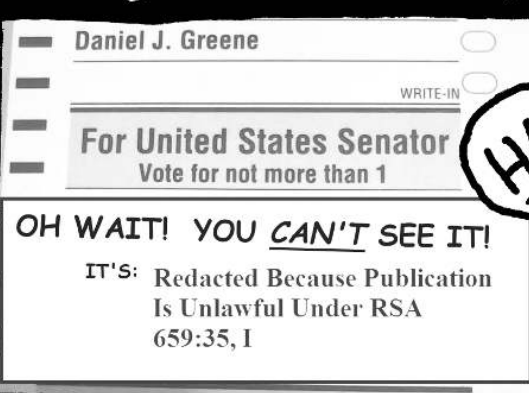 Daniel J. Greene
WRITE-IN
For United States Senator
Vote for not more than 1
OH WAIT! YOU CAN'T SEE IT!
IT'S: Redacted Because Publication
Is Unlawful Under RSA
659:35, I